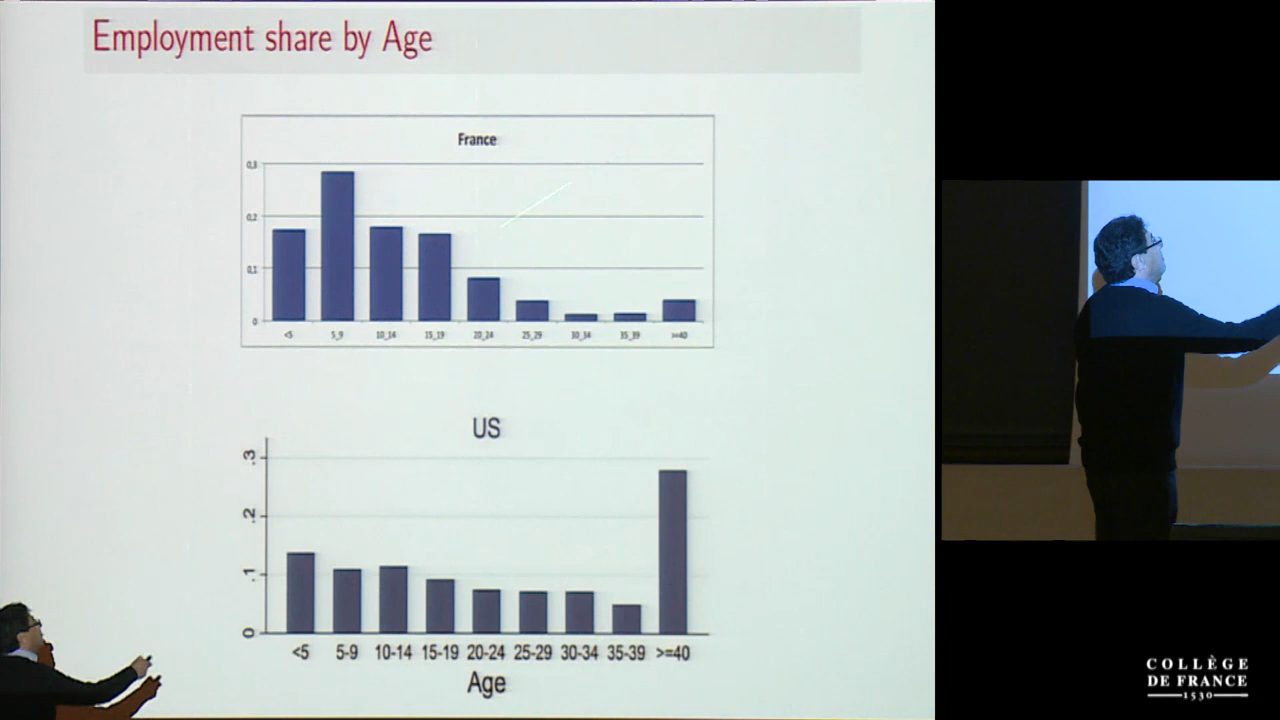 Employment share by Age
France
0,3
0,2
0,1
0
<5 5_9 10_14 15_19 20_24 25_29 30_34 35_39 >=40
US
.3
.2
.1
0
<5 5-9 10-14 15-19 20-24 25-29 30-34 35-39 >=40
Age
COLLÈGE
DE FRANCE
1530